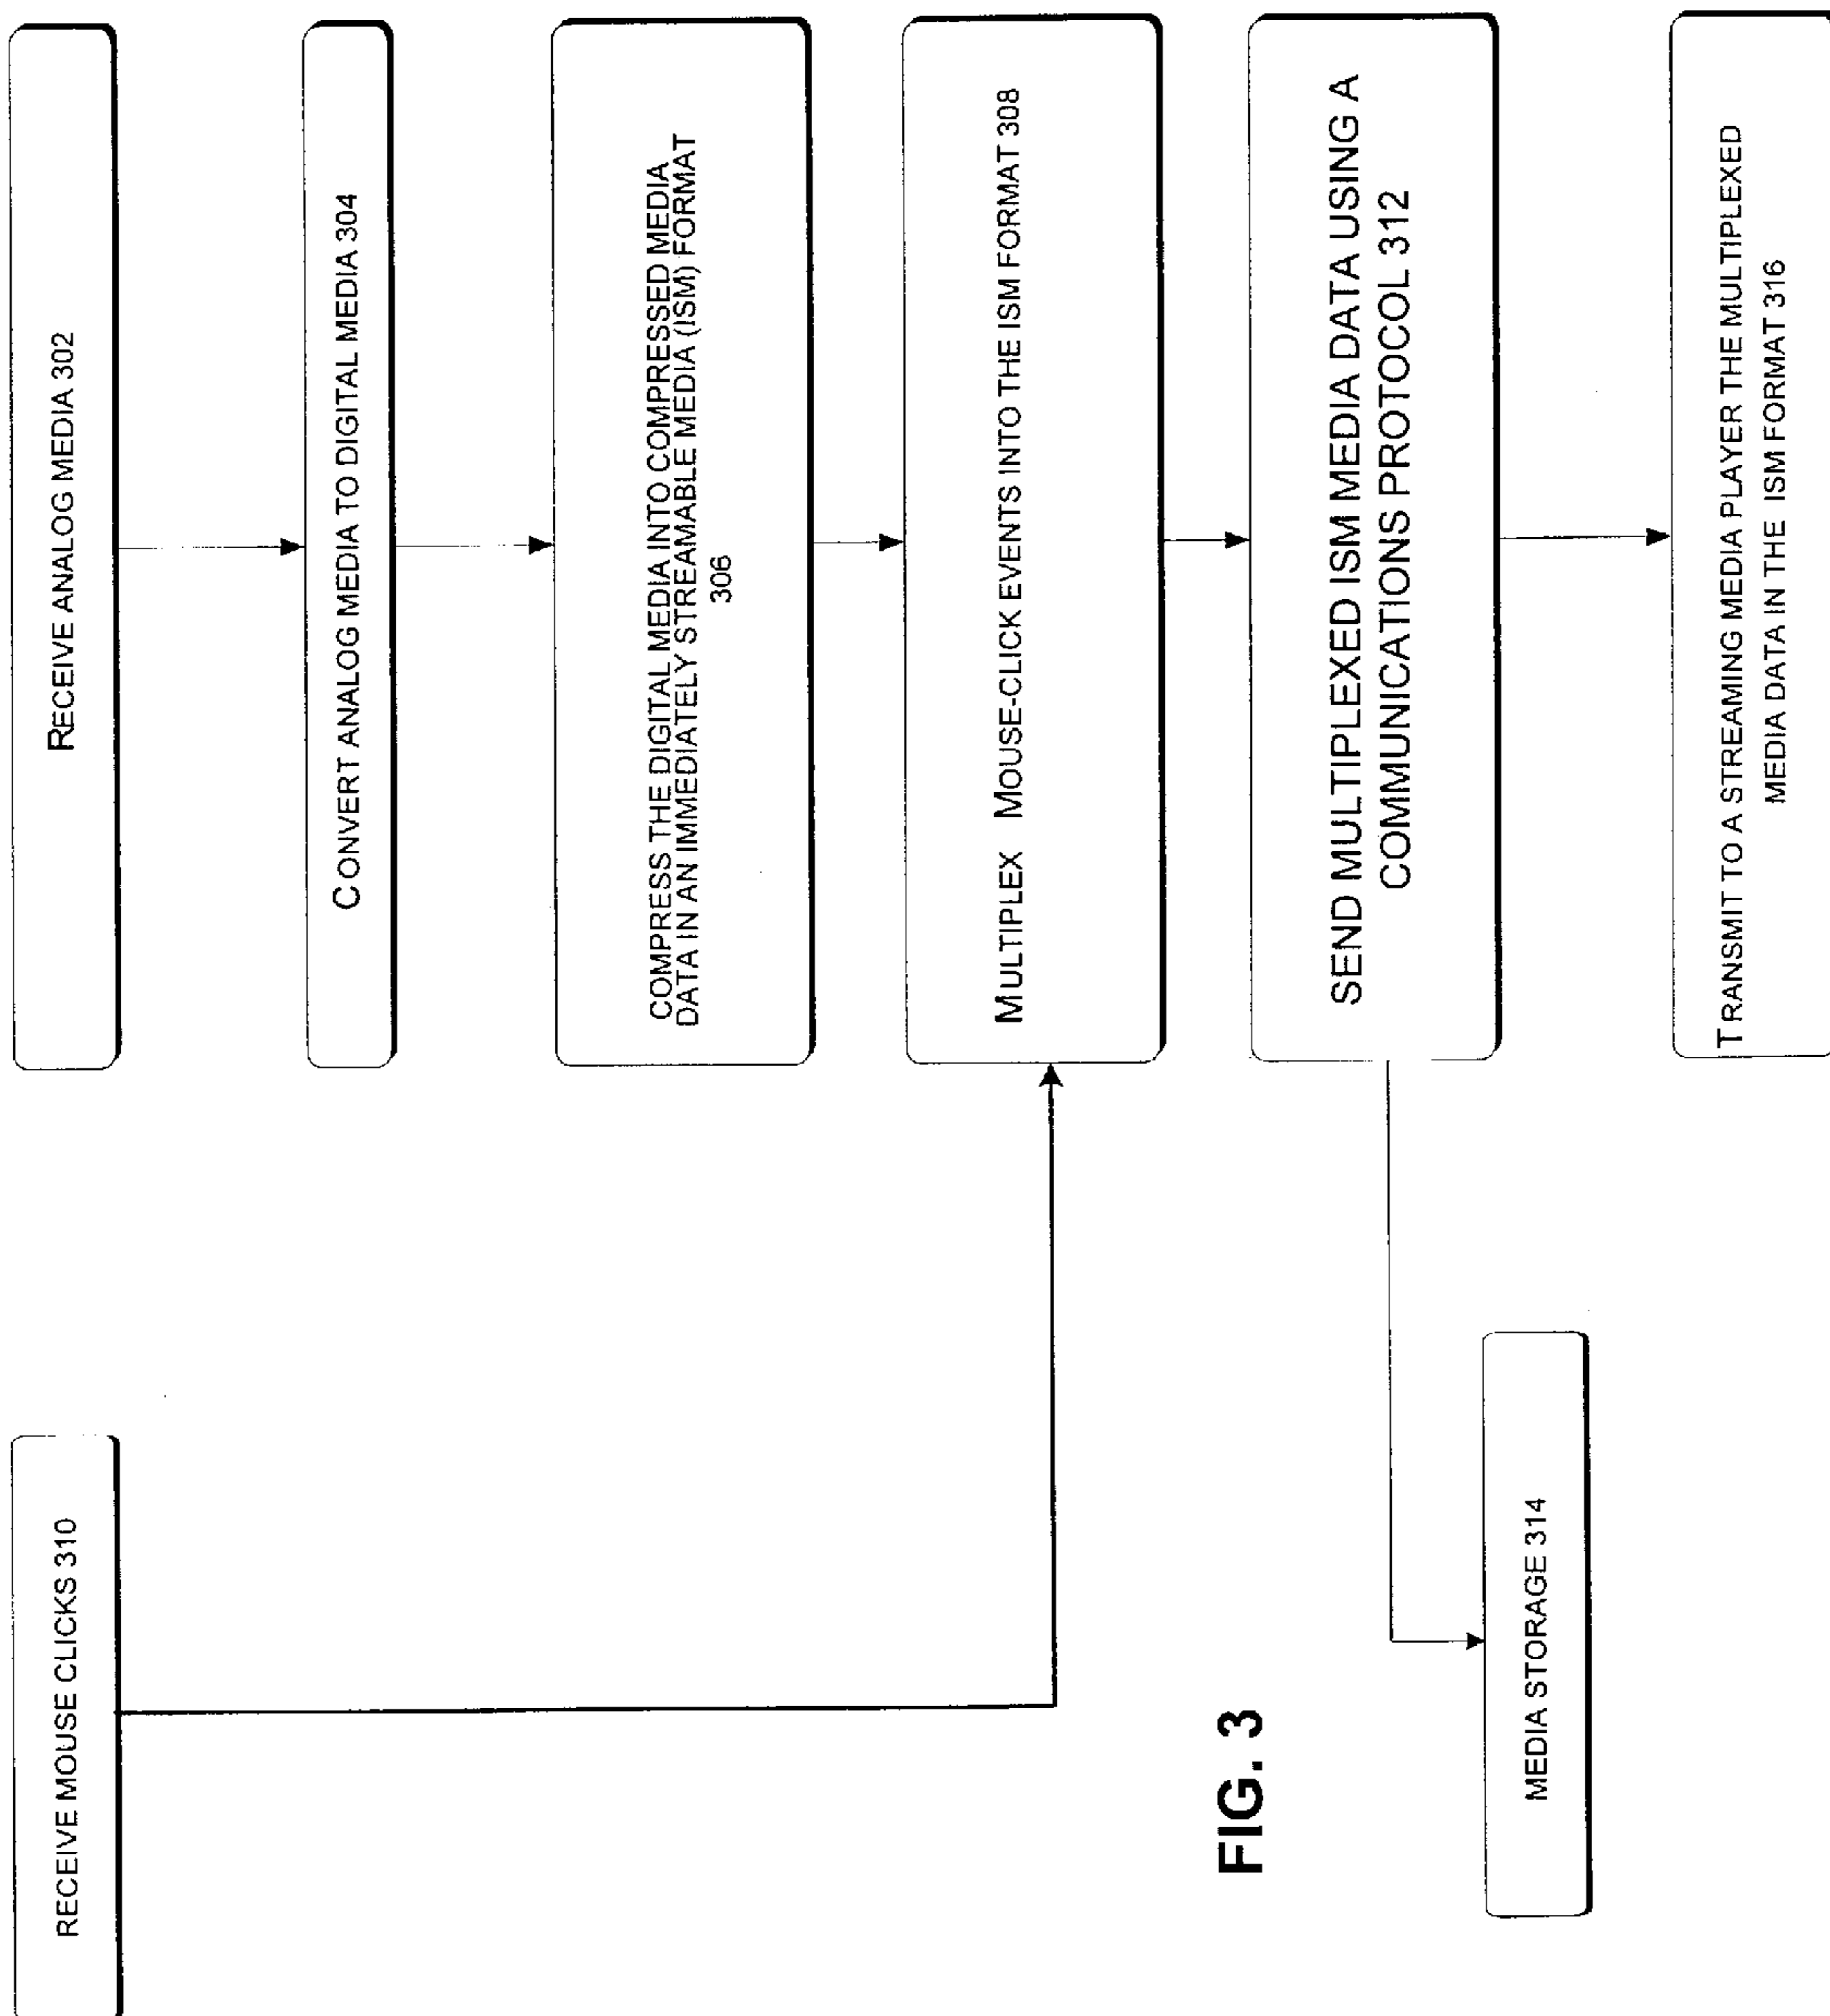 RECEIVE ANALOG MEDIA 302
CONVERT ANALOG MEDIA TO DIGITAL MEDIA 304
COMPRESS THE DIGITAL MEDIA INTO COMPRESSED MEDIA
DATA IN AN IMMEDIATELY STREAMABLE MEDIA (ISM) FORMAT
306
MULTIPLEX MOUSE-CLICK EVENTS INTO THE ISM FORMAT 308
SEND MULTIPLEXED ISM MEDIA DATA USING A
COMMUNICATIONS PROTOCOL 312
TRANSMIT TO A STREAMING MEDIA PLAYER THE MULTIPLEXED
MEDIA DATA IN THE ISM FORMAT 316
RECEIVE MOUSE CLICKS 310
FIG. 3
MEDIA STORAGE 314